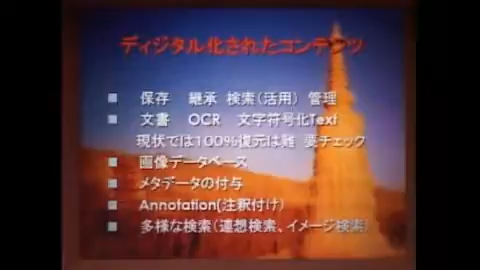 ディジタル化されたコンテンツ
保存 継承 検索(活用) 管理
文書 OCR 文字符号化Text
現状では100%復元は難 要チェック
画像データベース
メタデータの付与
Annotation(注釈付け)
多様な検索(連想検索、イメージ検索)